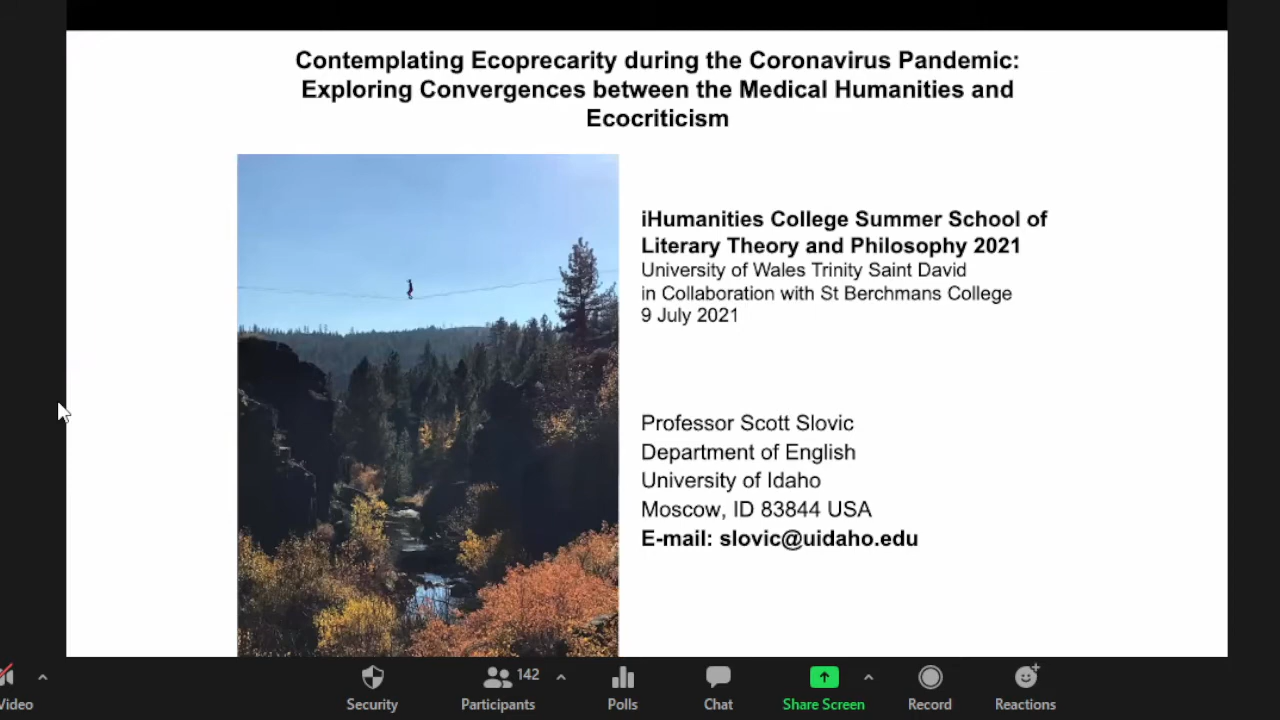 Contemplating Ecoprecarity during the Coronavirus Pandemic:
Exploring Convergences between the Medical Humanities and
Ecocriticism
iHumanities College Summer School of
Literary Theory and Philosophy 2021
University of Wales Trinity Saint David
in Collaboration with St Berchmans College
9 July 2021
Professor Scott Slovic
Department of English
University of Idaho
Moscow, ID 83844 USA
E-mail: slovic@uidaho.edu
Video
Security
142
Participants
Polls
Chat
Share Screen
Record
Reactions